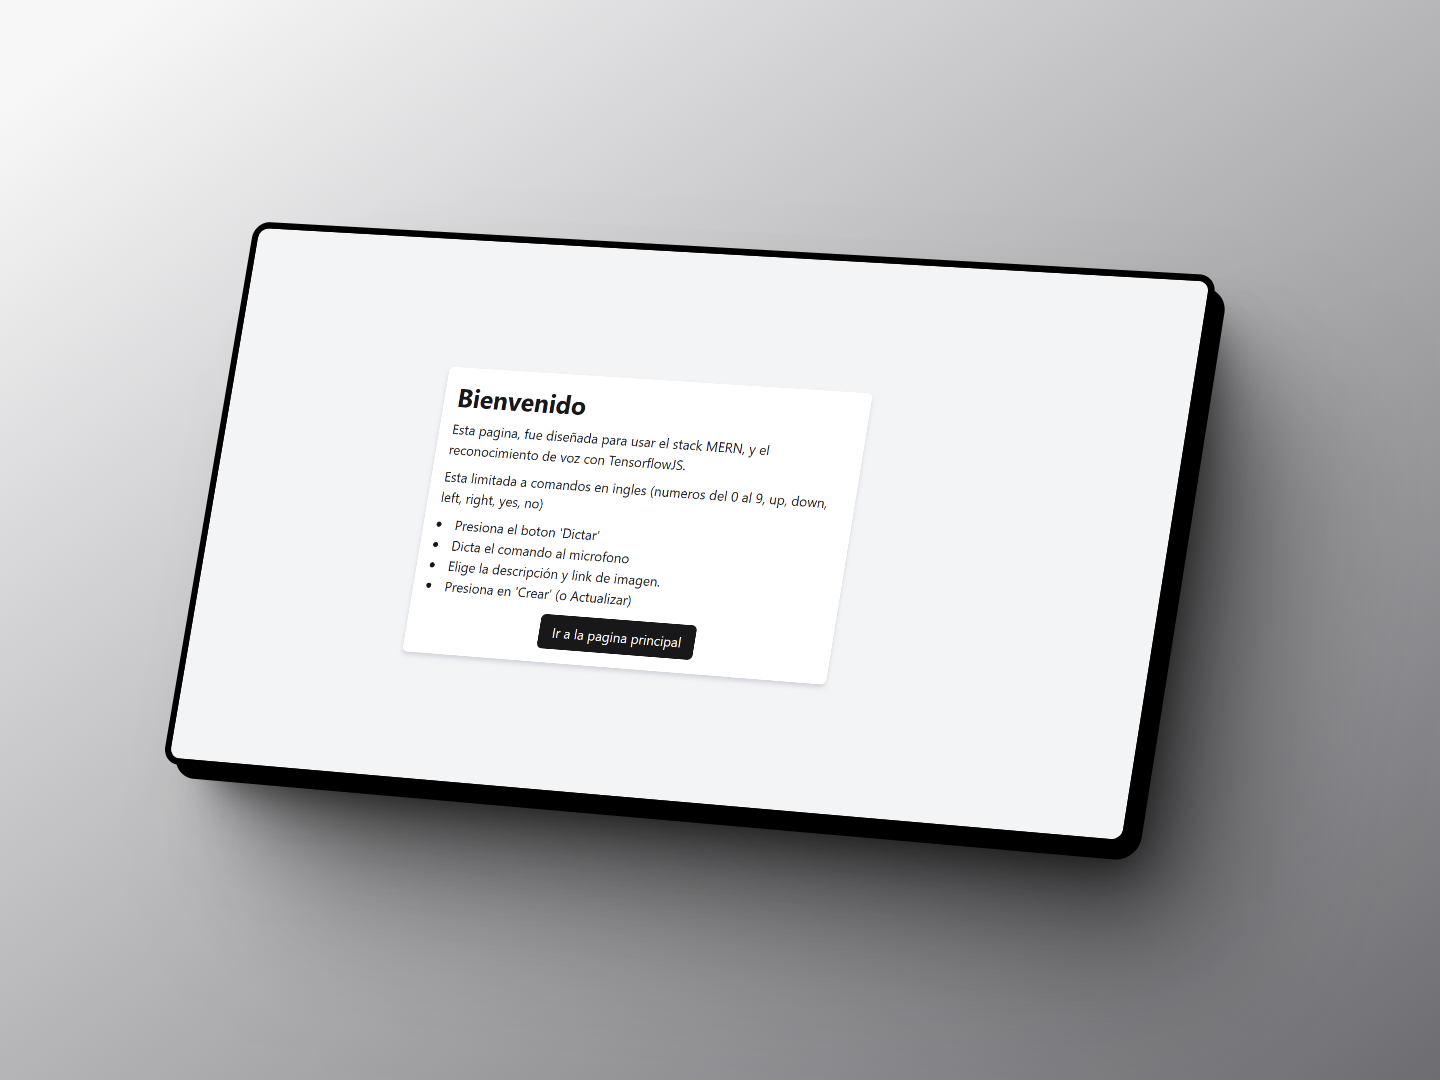 Bienvenido
Esta pagina, fue diseñada para usar el stack MERN, y el
reconocimiento de voz con TensorflowJS.
Esta limitada a comandos en ingles (numeros del 0 al 9, up, down,
left, right, yes, no)
• Presiona el boton 'Dictar'
• Dicta el comando al microfono
• Elige la descripción y link de imagen.
• Presiona en 'Crear' (o Actualizar)
Ir a la pagina principal